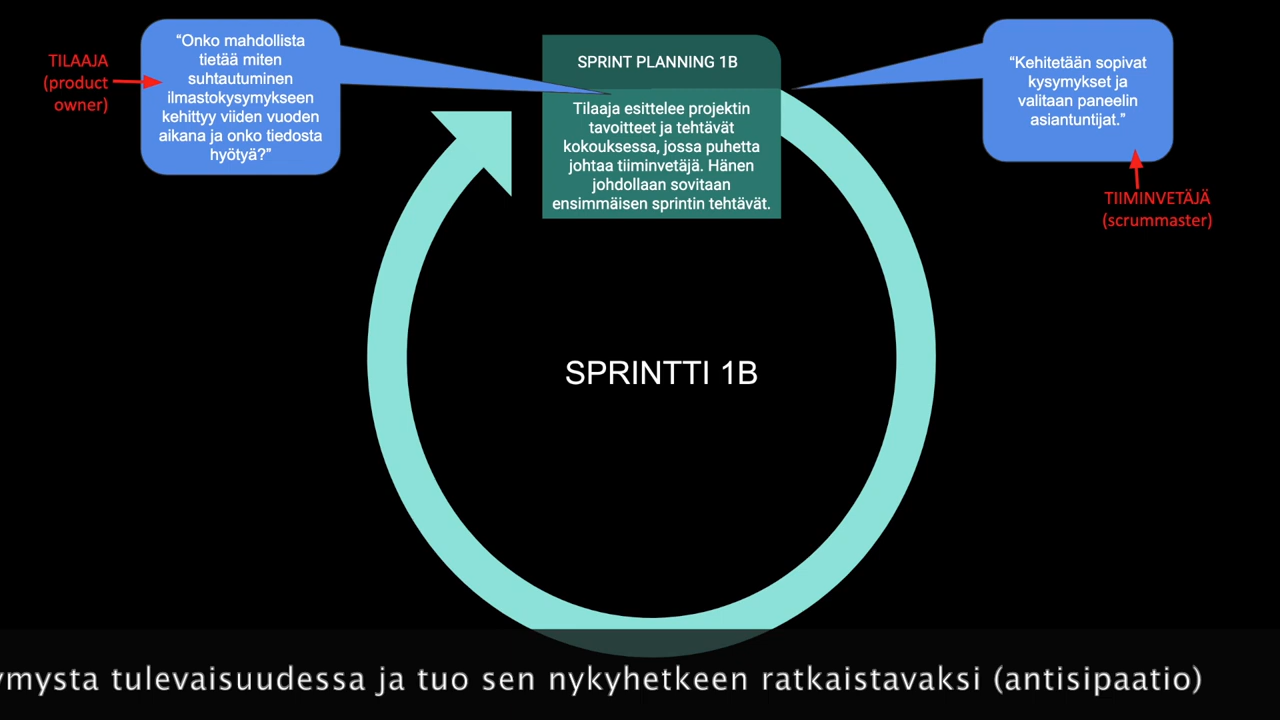 TILAAJA
(product
owner)
“Onko mahdollista
tietää miten
suhtautuminen
ilmastokysymykseen
kehittyy viiden vuoden
aikana ja onko tiedosta
hyötyä?”
SPRINT PLANNING 1B
Tilaaja esittelee projektin
tavoitteet ja tehtävät
kokouksessa, jossa puhetta
johtaa tiiminvetäjä. Hänen
johdollaan sovitaan
ensimmäisen sprintin tehtävät.
“Kehitetään sopivat
kysymykset ja
valitaan paneelin
asiantuntijat.”
TIIMINVETÄJÄ
(scrummaster)
SPRINTTI 1B
ymysta tulevaisuudessa ja tuo sen nykyhetkeen ratkaistavaksi (antisipaatio)